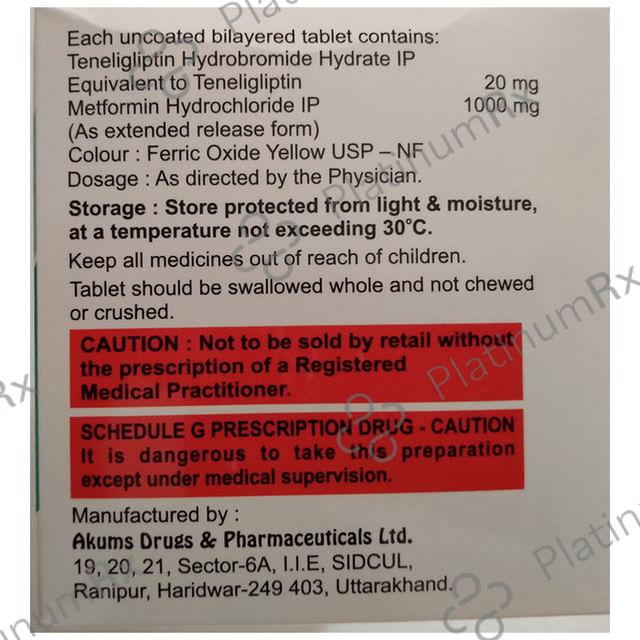 Each uncoated bilayered tablet contains:
Teneligliptin Hydrobromide Hydrate IP
Equivalent to Teneligliptin 20 mg
Metformin Hydrochloride IP 1000 mg
(As extended release form)
Colour : Ferric Oxide Yellow USP – NF
Dosage : As directed by the Physician.
Storage : Store protected from light & moisture,
at a temperature not exceeding 30°C.
Keep all medicines out of reach of children.
Tablet should be swallowed whole and not chewed
or crushed.
CAUTION : Not to be sold by retail without
the prescription of a Registered
Medical Practitioner.
SCHEDULE G PRESCRIPTION DRUG - CAUTION
It is dangerous to take this preparation
except under medical supervision.
Manufactured by :
Akums Drugs & Pharmaceuticals Ltd.
19, 20, 21, Sector-6A, I.I.E, SIDCUL,
Ranipur, Haridwar-249 403, Uttarakhand.
PlatinumRx
PlatinumRx